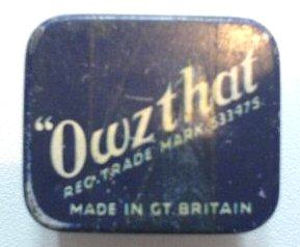 "Owzthat
REG. TRADE MARK. 533475.
MADE IN GT. BRITAIN